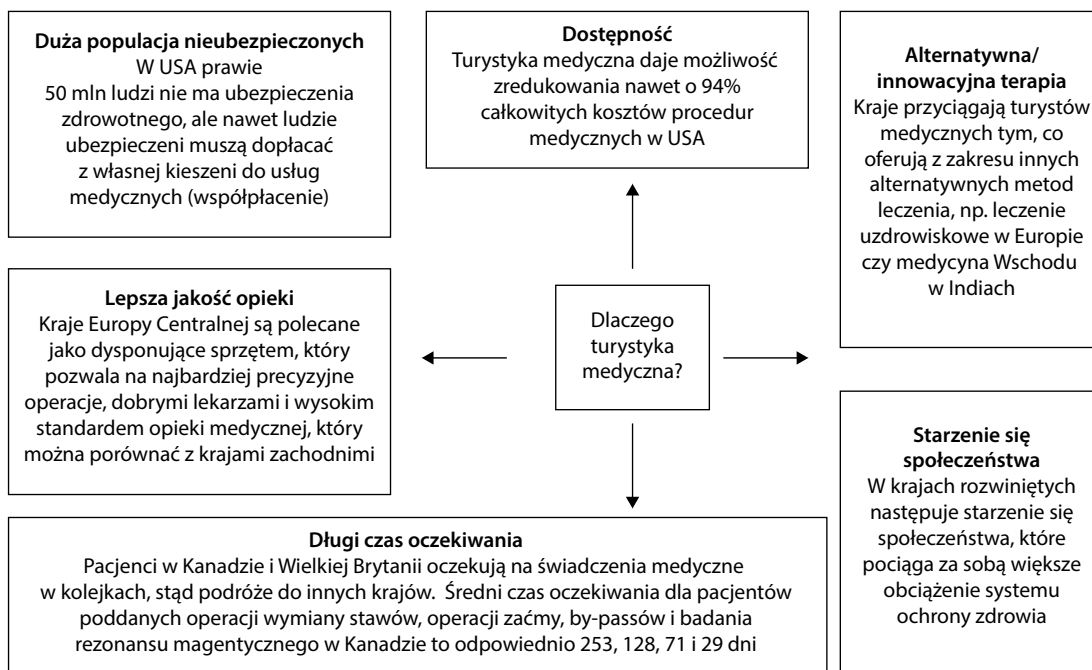 Duża populacja nieubezpieczonych
W USA prawie
50 mln ludzi nie ma ubezpieczenia
zdrowotnego, ale nawet ludzie
ubezpieczeni muszą dopłacać
z własnej kieszeni do usług
medycznych (współpłacenie)
Dostępność
Turystyka medyczna daje możliwość
zredukowania nawet o 94%
całkowitych kosztów procedur
medycznych w USA
Alternatywna/
innowacyjna terapia
Kraje przyciągają turystów
medycznych tym, co
oferują z zakresu innych
alternatywnych metod
leczenia, np. leczenie
uzdrowiskowe w Europie
czy medycyna Wschodu
w Indiach
Lepsza jakość opieki
Kraje Europy Centralnej są polecane
jako dysponujące sprzętem, który
pozwala na najbardziej precyzyjne
operacje, dobrymi lekarzami i wysokim
standardem opieki medycznej, który
można porównać z krajami zachodnimi
Dlaczego
turystyka
medyczna?
Starzenie się
społeczeństwa
W krajach rozwiniętych
następuje starzenie się
społeczeństwa, które
pociąga za sobą większe
obciążenie systemu
ochrony zdrowia
Długi czas oczekiwania
Pacjenci w Kanadzie i Wielkiej Brytanii oczekują na świadczenia medyczne
w kolejkach, stąd podróże do innych krajów. Średni czas oczekiwania dla pacjentów
poddanych operacji wymiany stawów, operacji zaćmy, by-passów i badania
rezonansu magentycznego w Kanadzie to odpowiednio 253, 128, 71 i 29 dni